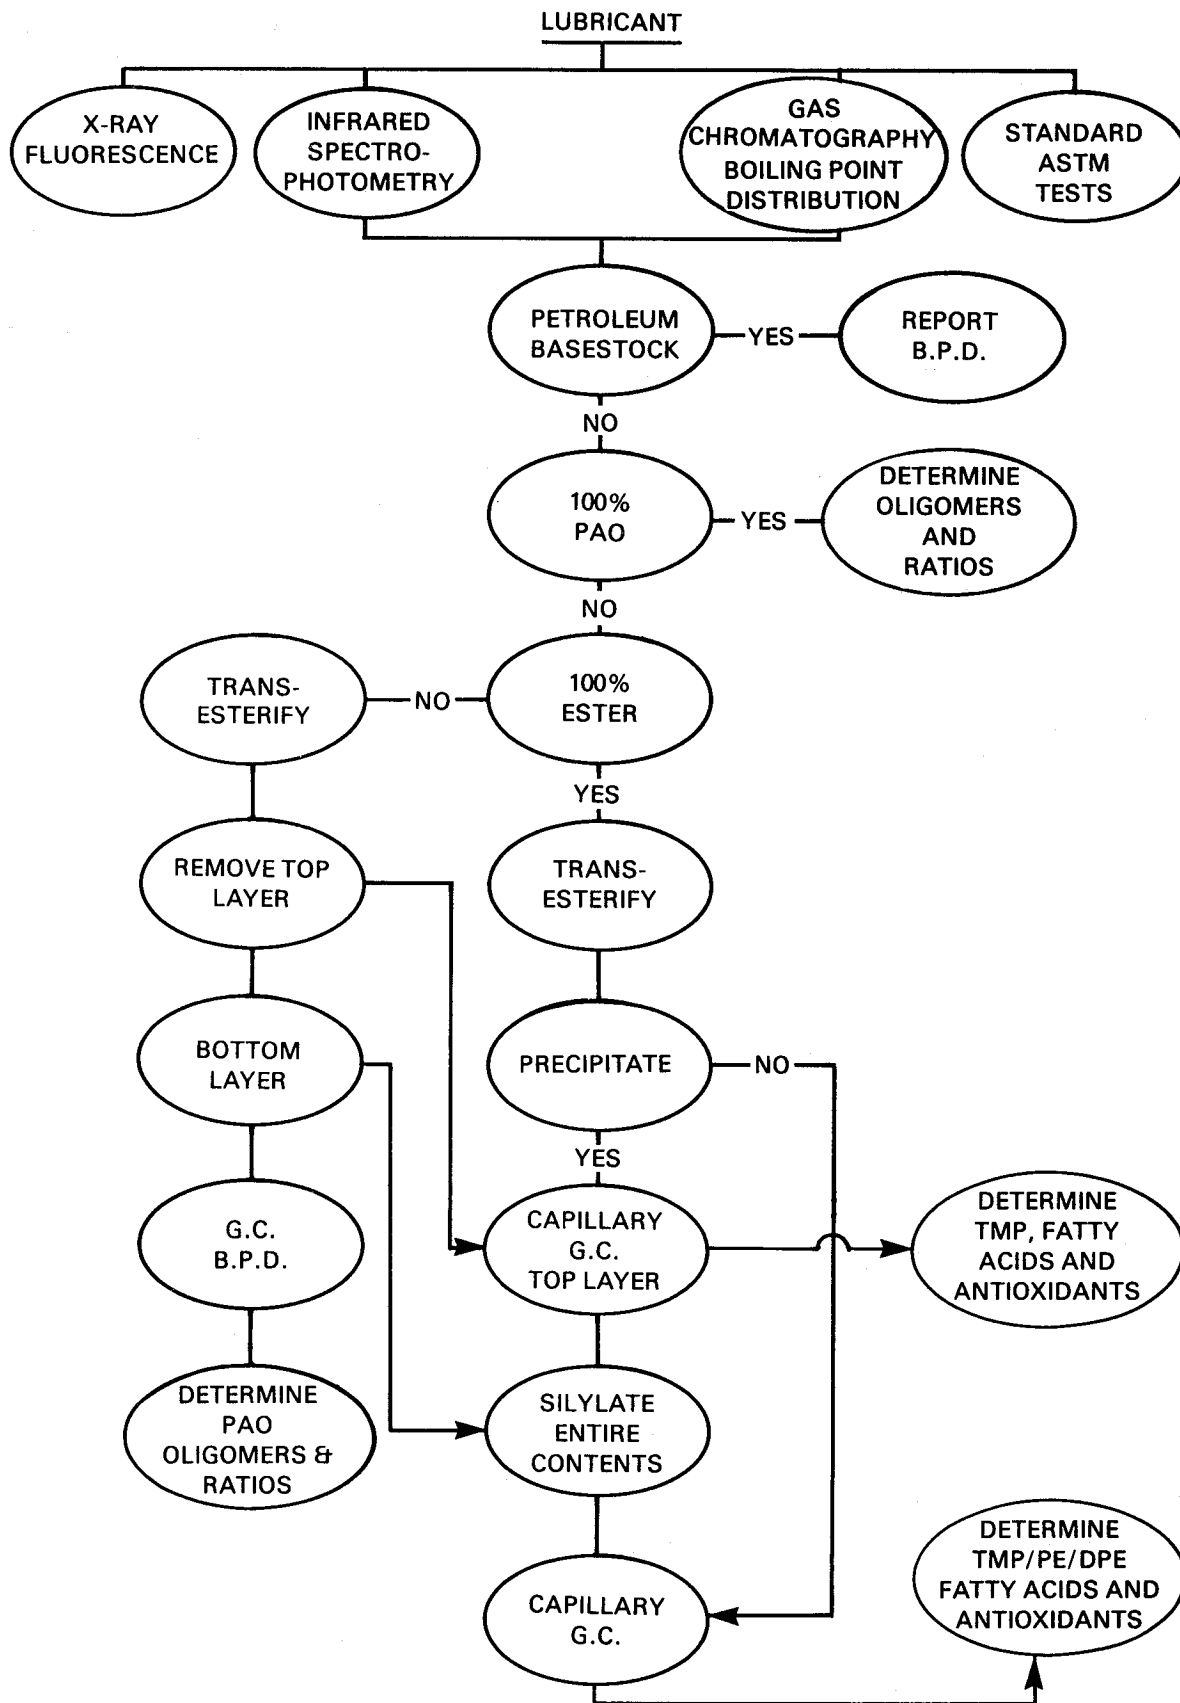 LUBRICANT
X-RAY
FLUORESCENCE
INFRARED
SPECTRO-
PHOTOMETRY
GAS
CHROMATOGRAPHY
BOILING POINT
DISTRIBUTION
STANDARD
ASTM
TESTS
PETROLEUM
BASESTOCK
YES
REPORT
B.P.D.
NO
100%
PAO
YES
DETERMINE
OLIGOMERS
AND
RATIOS
NO
100%
ESTER
NO
TRANS-
ESTERIFY
YES
REMOVE TOP
LAYER
TRANS-
ESTERIFY
BOTTOM
LAYER
PRECIPITATE
NO
YES
G.C.
B.P.D.
CAPILLARY
G.C.
TOP LAYER
DETERMINE
TMP, FATTY
ACIDS AND
ANTIOXIDANTS
DETERMINE
PAO
OLIGOMERS &
RATIOS
SILYLATE
ENTIRE
CONTENTS
CAPILLARY
G.C.
DETERMINE
TMP/PE/DPE
FATTY ACIDS AND
ANTIOXIDANTS